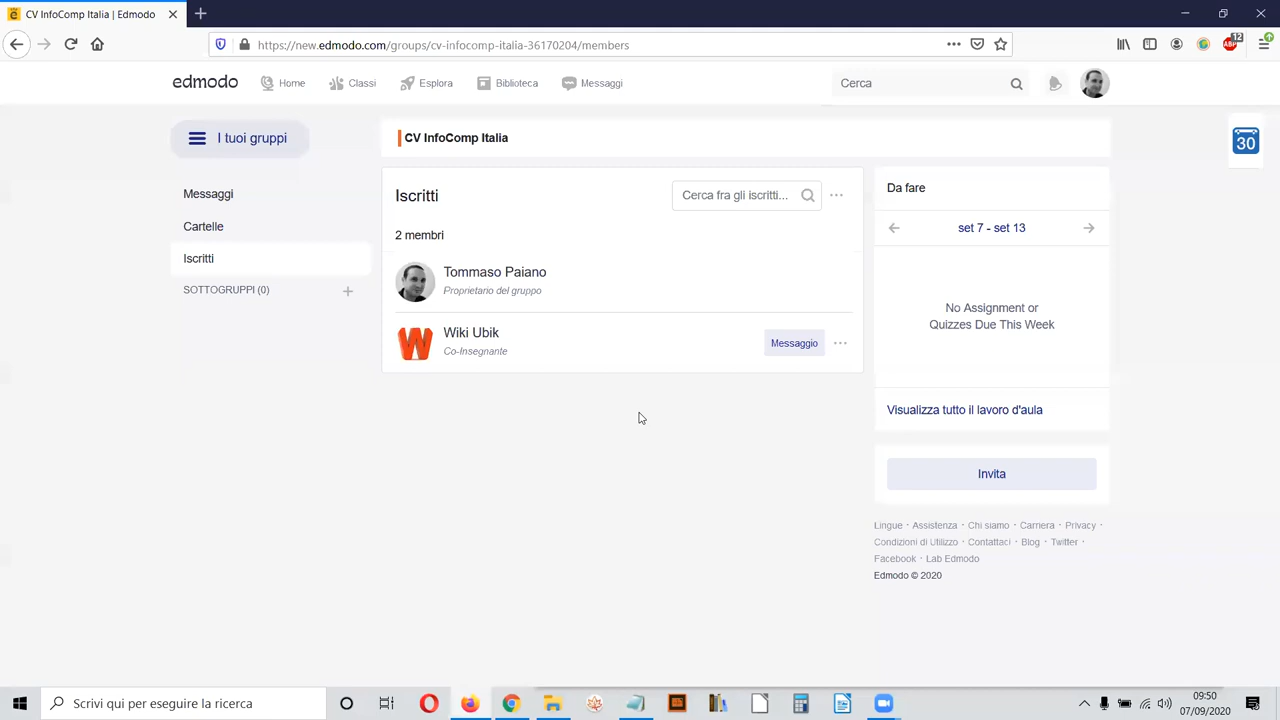 CV InfoComp Italia | Edmodo
https://new.edmodo.com/groups/cv-infocomp-italia-36170204/members
12
edmodo
Home
Classi
Esplora
Biblioteca
Messaggi
Cerca
I tuoi gruppi
Messaggi
Cartelle
Iscritti
SOTTOGRUPPI (0)
CV InfoComp Italia
Iscritti
Cerca fra gli iscritti...
2 membri
Tommaso Paiano
Proprietario del gruppo
W
Wiki Ubik
Co-Insegnante
Messaggio
Da fare
set 7 - set 13
No Assignment or
Quizzes Due This Week
Visualizza tutto il lavoro d'aula
Invita
Lingue · Assistenza · Chi siamo · Carriera · Privacy ·
Condizioni di Utilizzo · Contattaci · Blog · Twitter ·
Facebook · Lab Edmodo
Edmodo © 2020
30
Scrivi qui per eseguire la ricerca
09:50
07/09/2020